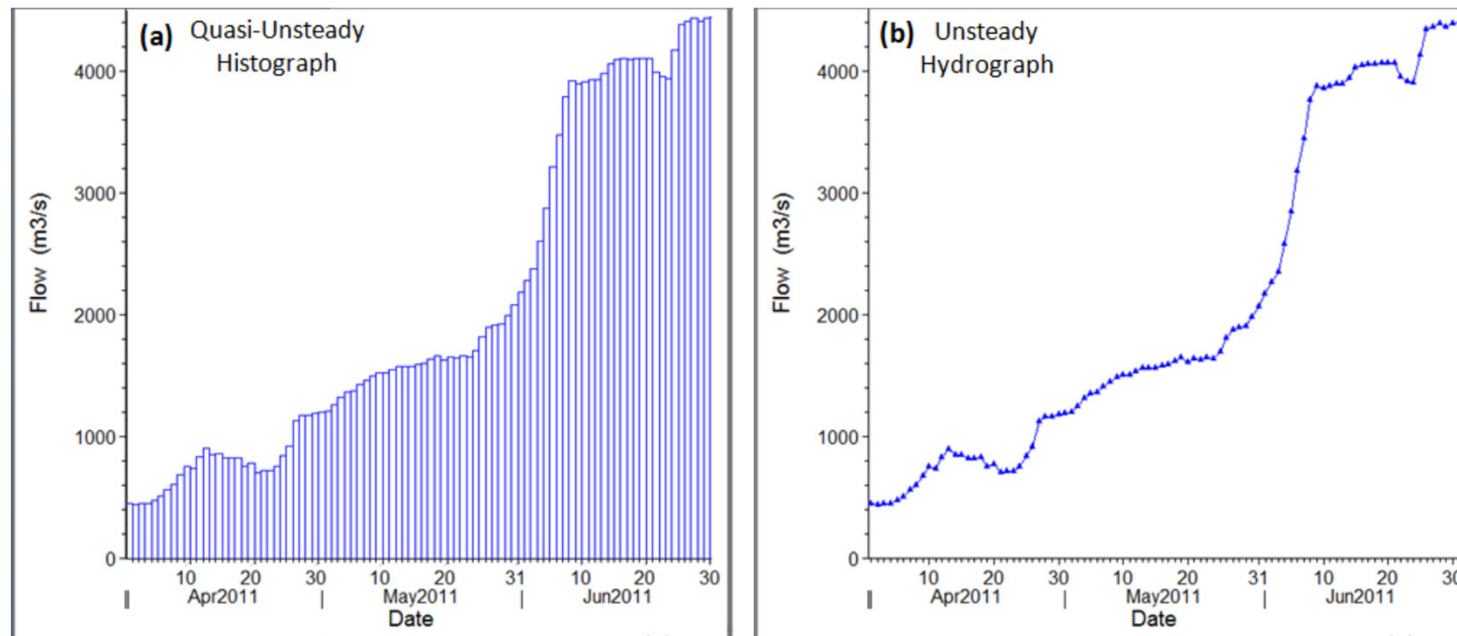 (a) Quasi-Unsteady
Histograph
4000
3000
2000
1000
0
Flow (m3/s)
10 20 30 10 20 31 10 20 30
| Apr2011 | May2011 | Jun2011
Date
(b) Unsteady
Hydrograph
4000
3000
2000
1000
0
Flow (m3/s)
10 20 30 10 20 31 10 20 30
| Apr2011 | May2011 | Jun2011
Date